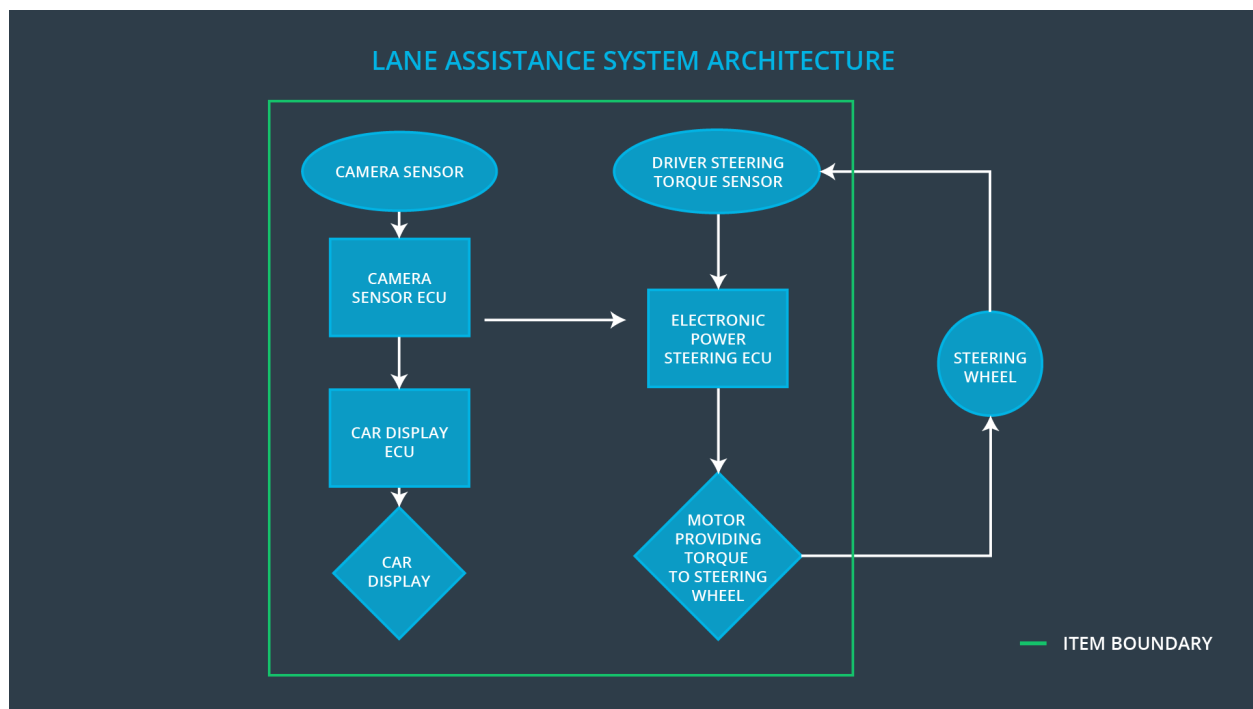 LANE ASSISTANCE SYSTEM ARCHITECTURE
CAMERA SENSOR
CAMERA
SENSOR ECU
CAR DISPLAY
ECU
CAR
DISPLAY
DRIVER STEERING
TORQUE SENSOR
ELECTRONIC
POWER
STEERING ECU
MOTOR
PROVIDING
TORQUE
TO STEERING
WHEEL
STEERING
WHEEL
ITEM BOUNDARY